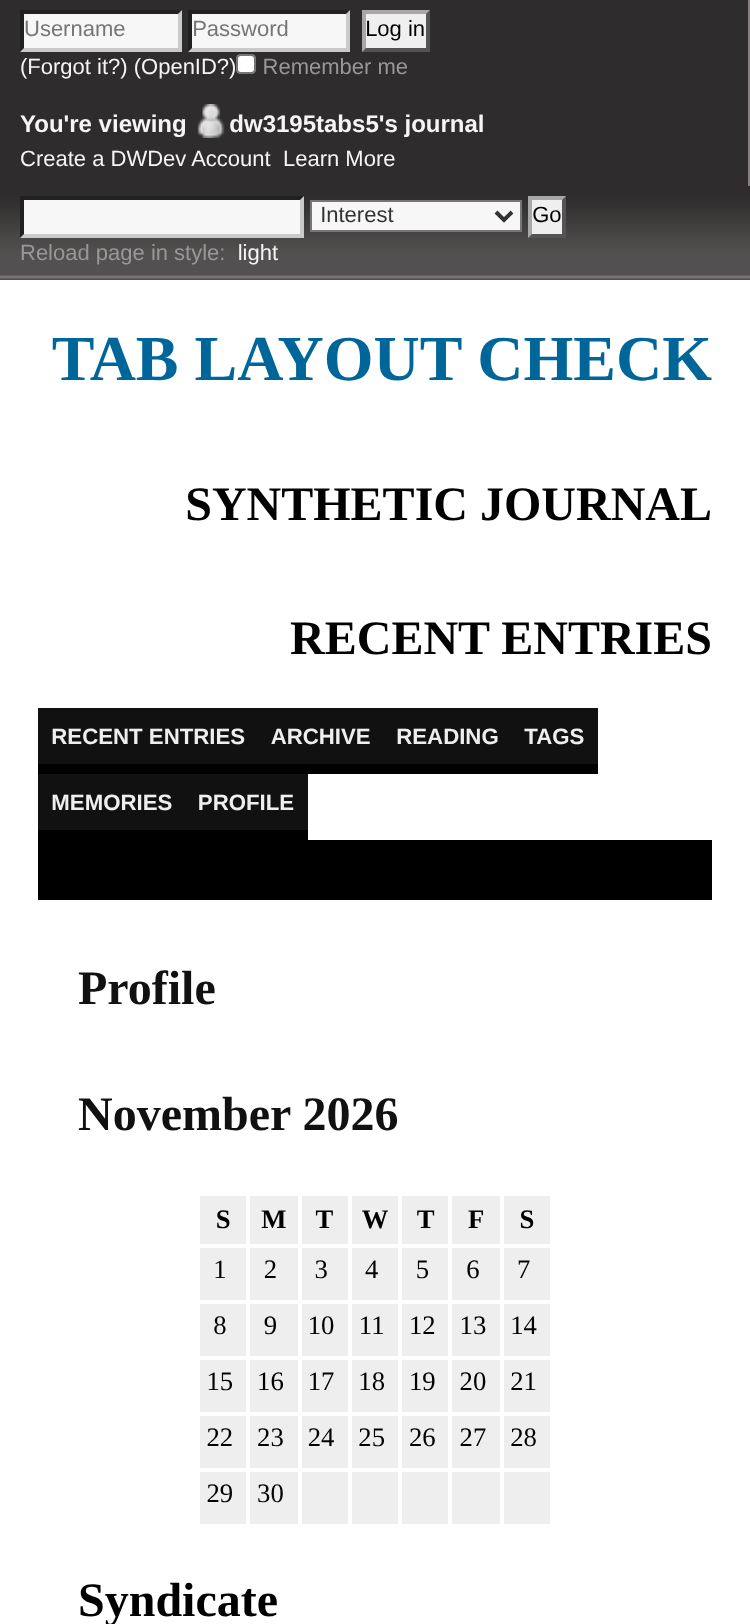 Username Password Log in
(Forgot it?) (OpenID?) Remember me
You're viewing dw3195tabs5's journal
Create a DWDev Account Learn More
Interest Go
Reload page in style: light
TAB LAYOUT CHECK
SYNTHETIC JOURNAL
RECENT ENTRIES
RECENT ENTRIES ARCHIVE READING TAGS
MEMORIES PROFILE
Profile
November 2026
S M T W T F S
1 2 3 4 5 6 7
8 9 10 11 12 13 14
15 16 17 18 19 20 21
22 23 24 25 26 27 28
29 30
Syndicate